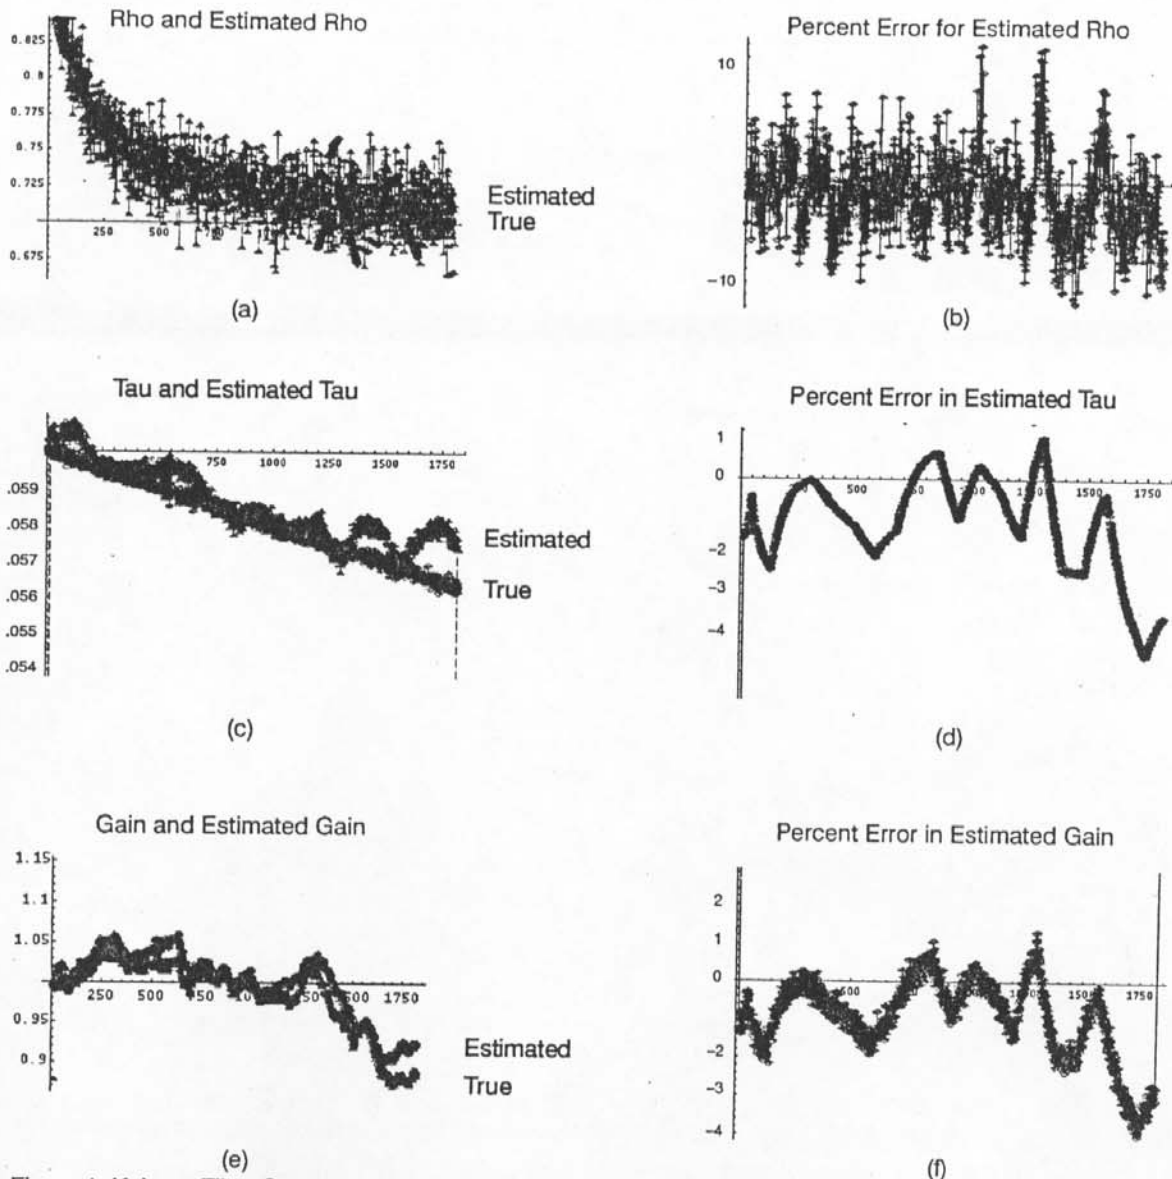 Rho and Estimated Rho
0.825
0.8
0.775
0.75
0.725
0.675
250
500
750
Estimated
True
(a)
Percent Error for Estimated Rho
10
-10
(b)
Tau and Estimated Tau
750
1000
1250
1500
1750
.059
.058
.057
.056
.055
.054
Estimated
True
(c)
Percent Error in Estimated Tau
1
0
-2
-3
-4
500
1500
1750
(d)
Gain and Estimated Gain
1.15
1.1
1.05
0.95
0.9
250
500
750
1750
Estimated
True
(e)
Percent Error in Estimated Gain
2
1
0
-2
-3
-4
1750
(f)